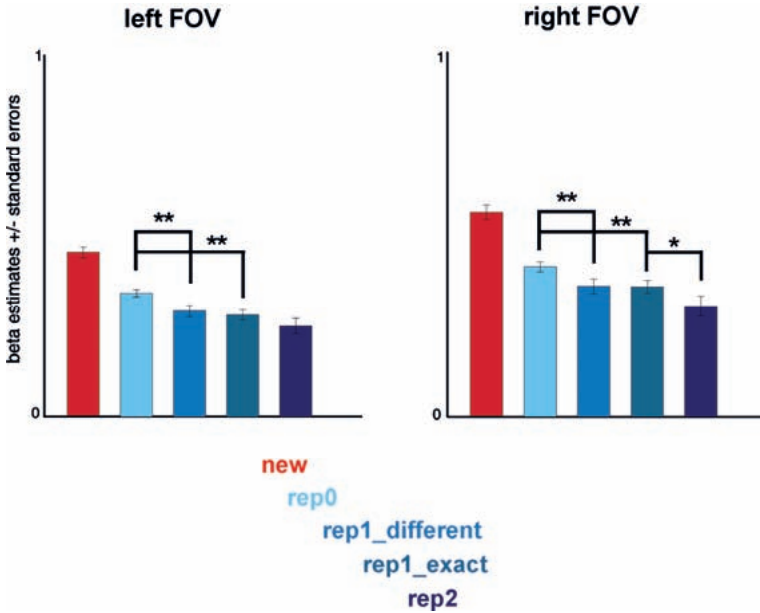 left FOV
right FOV
1
1
beta estimates +/- standard errors
**
**
**
**
*
0
0
new
rep0
rep1_different
rep1_exact
rep2